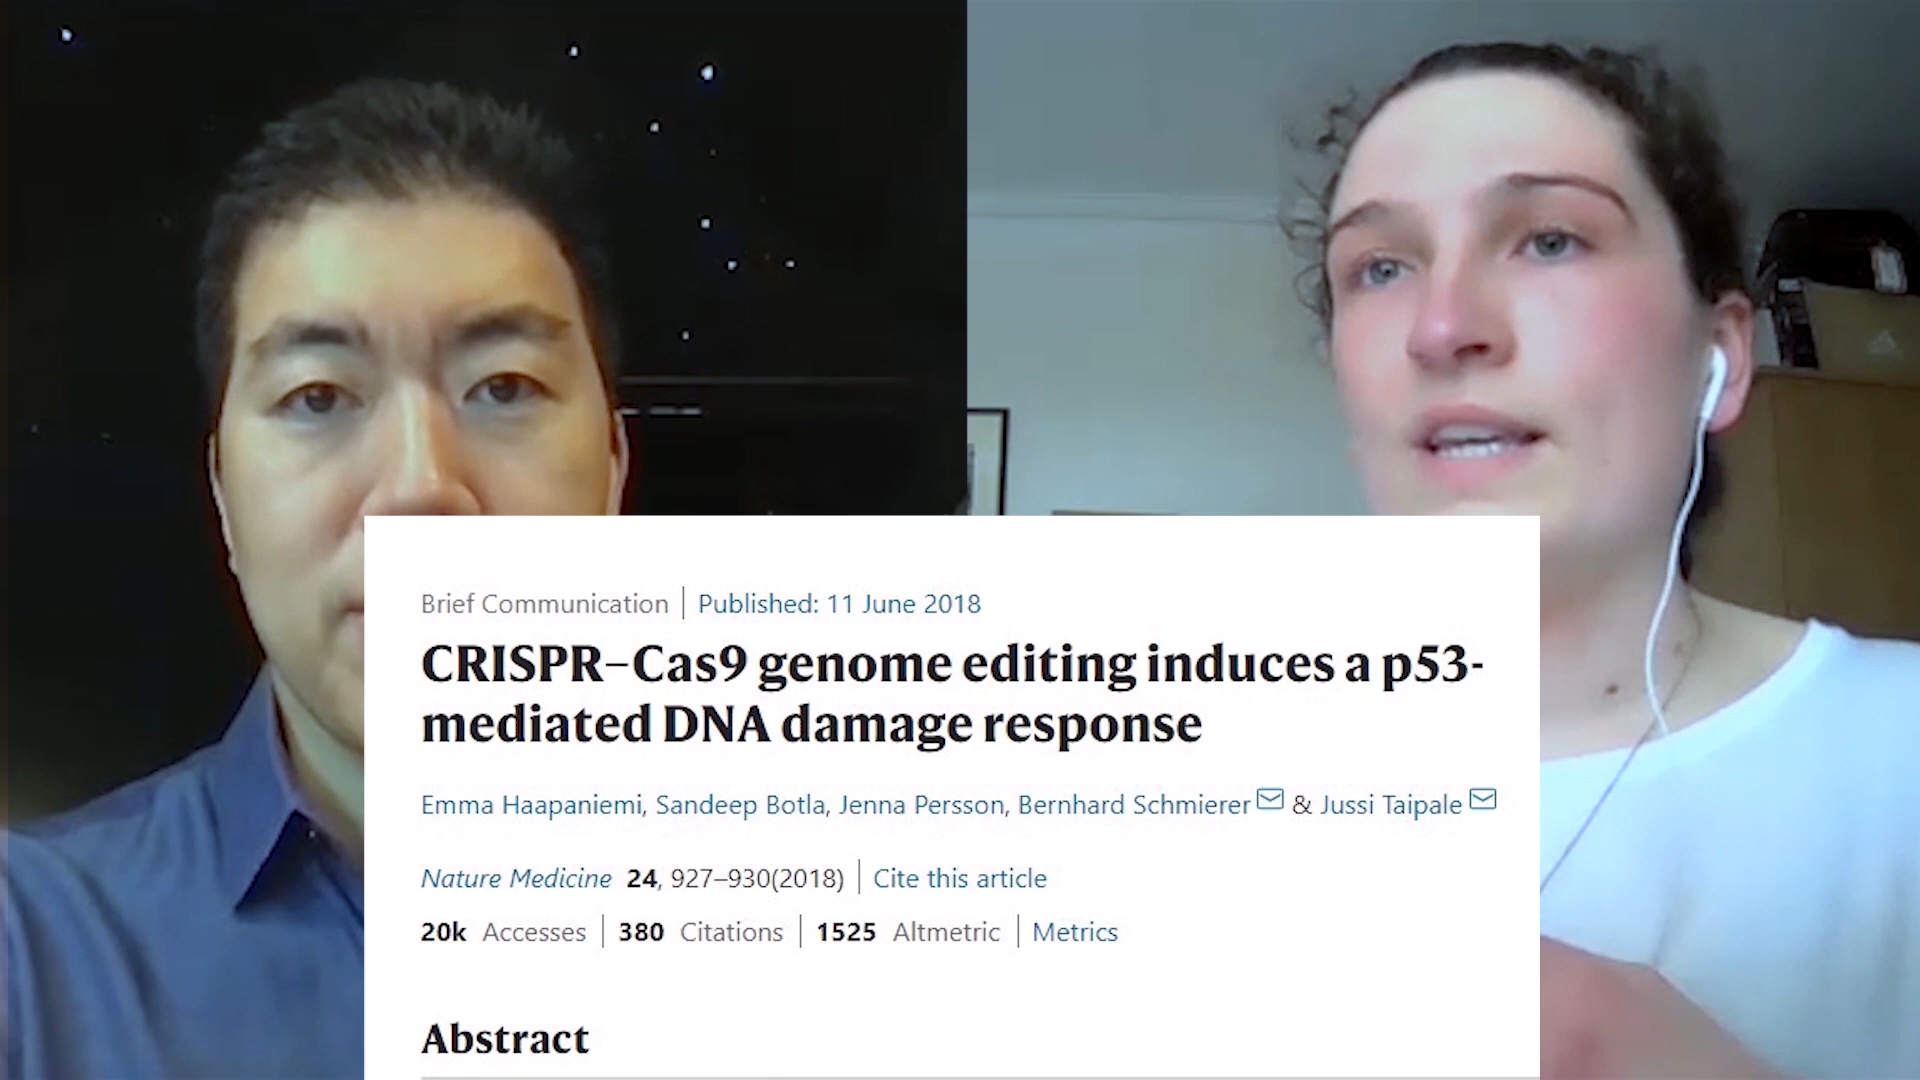 Brief Communication | Published: 11 June 2018
CRISPR–Cas9 genome editing induces a p53-
mediated DNA damage response
Emma Haapaniemi, Sandeep Botla, Jenna Persson, Bernhard Schmierer & Jussi Taipale
Nature Medicine 24, 927–930(2018) | Cite this article
20k Accesses | 380 Citations | 1525 Altmetric | Metrics
Abstract